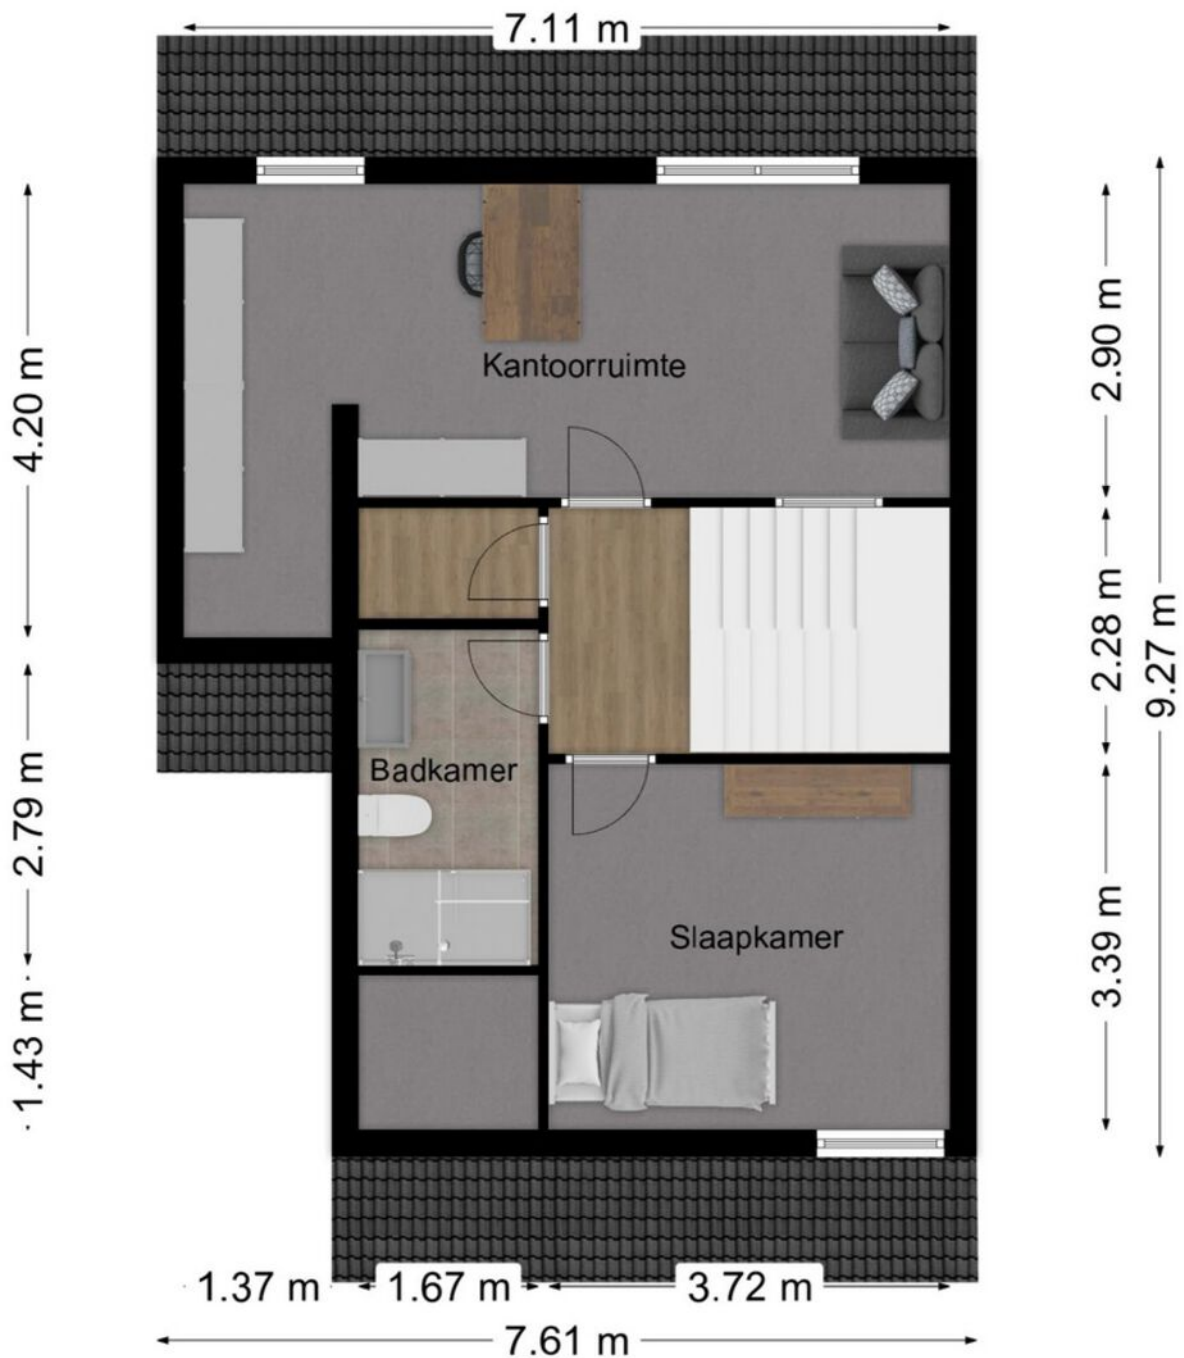 7.11 m
4.20 m
2.90 m
Kantoorruimte
2.28 m
9.27 m
2.79 m
Badkamer
Slaapkamer
3.39 m
1.43 m
1.37 m
1.67 m
3.72 m
7.61 m